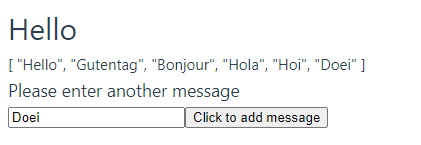 Hello
[ "Hello", "Gutentag", "Bonjour", "Hola", "Hoi", "Doei" ]
Please enter another message
Doei Click to add message